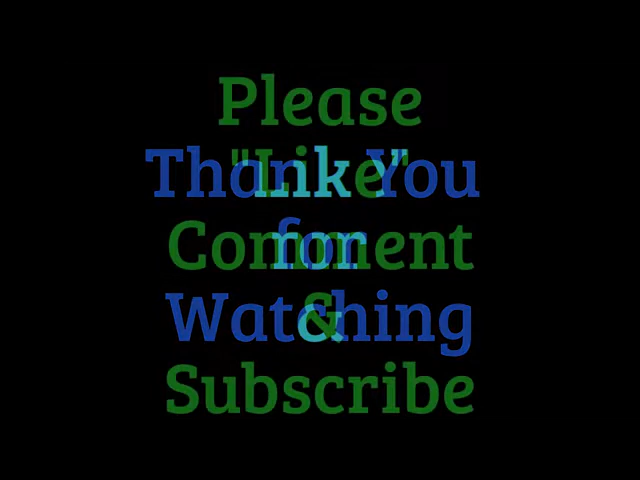 Please
"Like"
Thank You
Comment
for
&
Watching
Subscribe